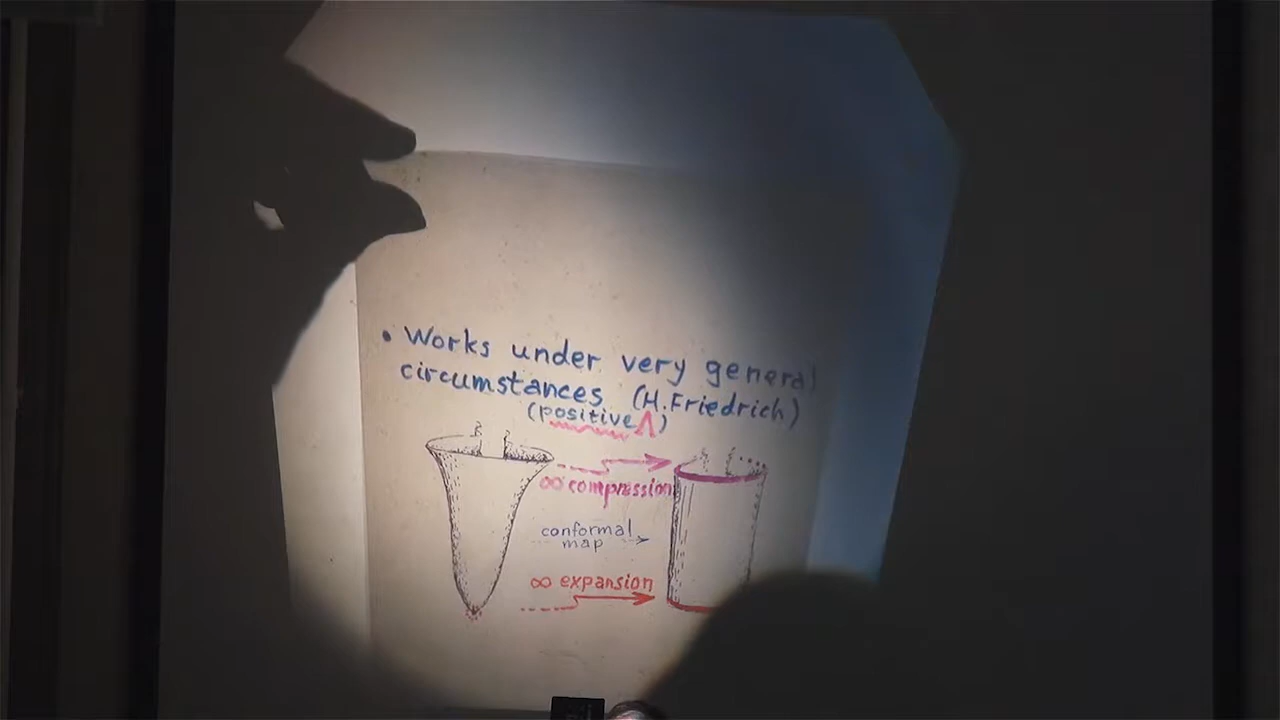 • Works under very general
circumstances (H. Friedrich)
(positive Λ)
∞ compression
conformal
map
∞ expansion